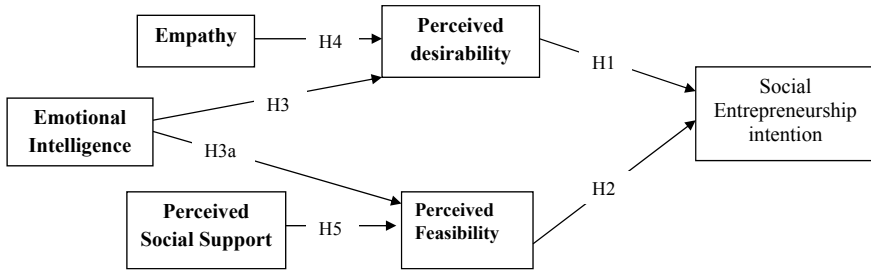 Empathy
H4
Perceived
desirability
H1
Social
Entrepreneurship
intention
H3
Emotional
Intelligence
H3a
H2
Perceived
Social Support
H5
Perceived
Feasibility